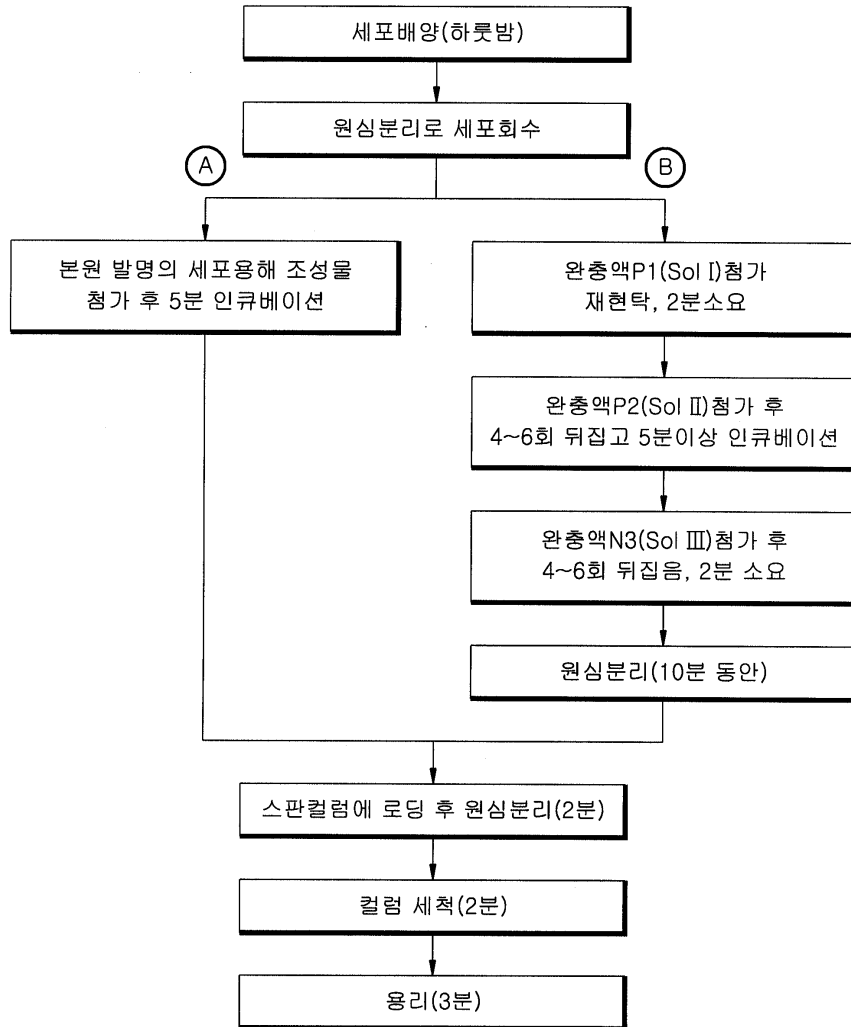 세포배양(하룻밤)
원심분리로 세포회수
A
B
본원 발명의 세포용해 조성물
첨가 후 5분 인큐베이션
완충액P1(Sol Ⅰ)첨가
재현탁, 2분소요
완충액P2(Sol Ⅱ)첨가 후
4~6회 뒤집고 5분이상 인큐베이션
완충액N3(Sol Ⅲ)첨가 후
4~6회 뒤집음, 2분 소요
원심분리(10분 동안)
스판컬럼에 로딩 후 원심분리(2분)
컬럼 세척(2분)
용리(3분)